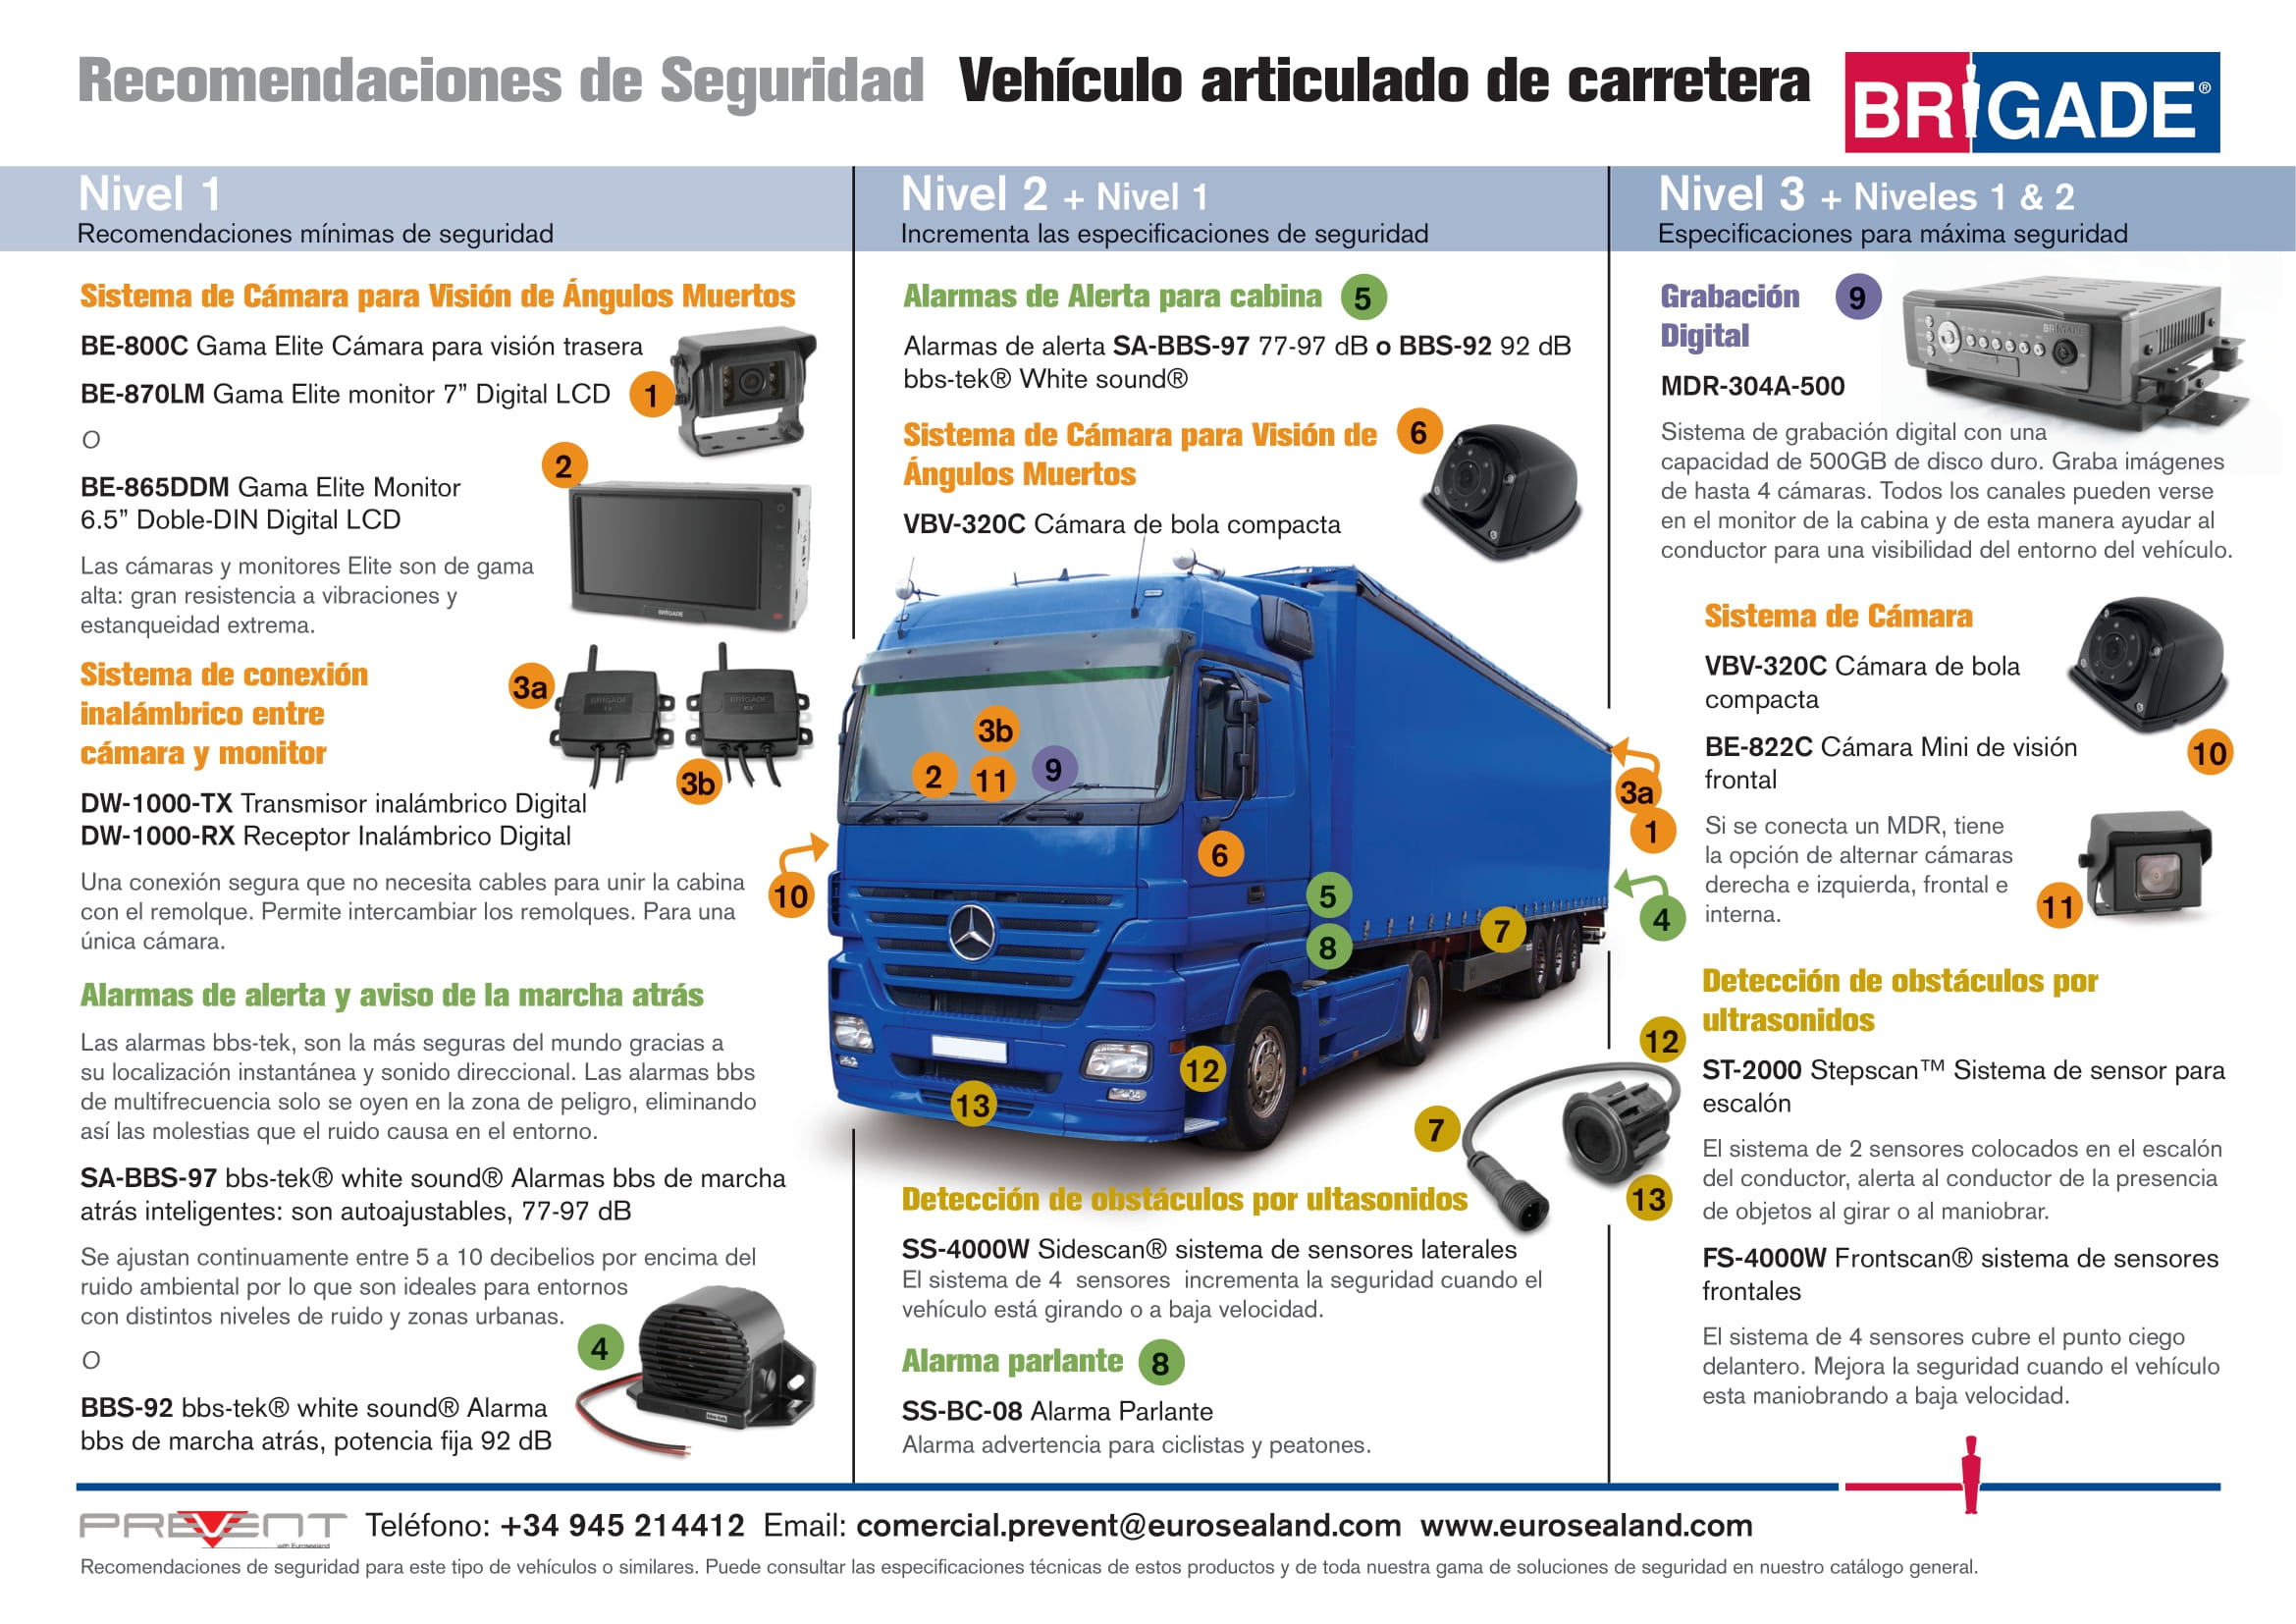 Recomendaciones de Seguridad Vehículo articulado de carretera
BRIGADE®
Nivel 1
Recomendaciones mínimas de seguridad
Sistema de Cámara para Visión de Ángulos Muertos
BE-800C Gama Elite Cámara para visión trasera
BE-870LM Gama Elite monitor 7” Digital LCD
1
O
2
BE-865DDM Gama Elite Monitor
6.5” Doble-DIN Digital LCD
BRIGADE
Las cámaras y monitores Elite son de gama
alta: gran resistencia a vibraciones y
estanqueidad extrema.
Sistema de conexión
inalámbrico entre
cámara y monitor
3a
BRIGADE
BRIGADE
3b
DW-1000-TX Transmisor inalámbrico Digital
DW-1000-RX Receptor Inalámbrico Digital
Una conexión segura que no necesita cables para unir la cabina
con el remolque. Permite intercambiar los remolques. Para una
única cámara.
Alarmas de alerta y aviso de la marcha atrás
Las alarmas bbs-tek, son la más seguras del mundo gracias a
su localización instantánea y sonido direccional. Las alarmas bbs
de multifrecuencia solo se oyen en la zona de peligro, eliminando
así las molestias que el ruido causa en el entorno.
SA-BBS-97 bbs-tek® white sound® Alarmas bbs de marcha
atrás inteligentes: son autoajustables, 77-97 dB
Se ajustan continuamente entre 5 a 10 decibelios por encima del
ruido ambiental por lo que son ideales para entornos
con distintos niveles de ruido y zonas urbanas.
4
O
BBS-92 bbs-tek® white sound® Alarma
bbs de marcha atrás, potencia fija 92 dB
bbs-tek
Nivel 2 + Nivel 1
Incrementa las especificaciones de seguridad
Alarmas de Alerta para cabina 5
Alarmas de alerta SA-BBS-97 77-97 dB o BBS-92 92 dB
bbs-tek® White sound®
Sistema de Cámara para Visión de 6
Ángulos Muertos
VBV-320C Cámara de bola compacta
3b
2 11 9
3a
1
6
10
5
4
8
7
12
13
7
Detección de obstáculos por ultasonidos
SS-4000W Sidescan® sistema de sensores laterales
El sistema de 4 sensores incrementa la seguridad cuando el
vehículo está girando o a baja velocidad.
Alarma parlante 8
SS-BC-08 Alarma Parlante
Alarma advertencia para ciclistas y peatones.
Nivel 3 + Niveles 1 & 2
Especificaciones para máxima seguridad
Grabación 9
Digital
BRIGADE
MDR-304A-500
Sistema de grabación digital con una
capacidad de 500GB de disco duro. Graba imágenes
de hasta 4 cámaras. Todos los canales pueden verse
en el monitor de la cabina y de esta manera ayudar al
conductor para una visibilidad del entorno del vehículo.
Sistema de Cámara
VBV-320C Cámara de bola
compacta
BE-822C Cámara Mini de visión
frontal
10
Si se conecta un MDR, tiene
la opción de alternar cámaras
derecha e izquierda, frontal e
interna.
11
Detección de obstáculos por
ultrasonidos
12
ST-2000 Stepscan™ Sistema de sensor para
escalón
El sistema de 2 sensores colocados en el escalón
del conductor, alerta al conductor de la presencia
de objetos al girar o al maniobrar.
13
FS-4000W Frontscan® sistema de sensores
frontales
El sistema de 4 sensores cubre el punto ciego
delantero. Mejora la seguridad cuando el vehículo
esta maniobrando a baja velocidad.
PREVENT
with Eurosealand
Teléfono: +34 945 214412 Email: comercial.prevent@eurosealand.com www.eurosealand.com
Recomendaciones de seguridad para este tipo de vehículos o similares. Puede consultar las especificaciones técnicas de estos productos y de toda nuestra gama de soluciones de seguridad en nuestro catálogo general.